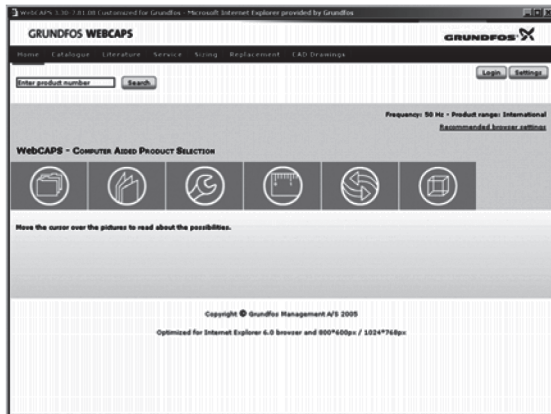 WebCAPS 3.30-7.01.08 Customized for Grundfos - Microsoft Internet Explorer provided by Grundfos
GRUNDFOS WEBCAPS
GRUNDFOS
Home Catalogue Literature Service Sizing Replacement CAD Drawings
Login Settings
Enter product number Search
Frequency: 50 Hz - Product range: International
Recommended browser settings
WebCAPS - Computer Aided Product Selection
Move the cursor over the pictures to read about the possibilities.
Copyright © Grundfos Management A/S 2005
Optimized for Internet Explorer 6.0 browser and 800*600px / 1024*768px